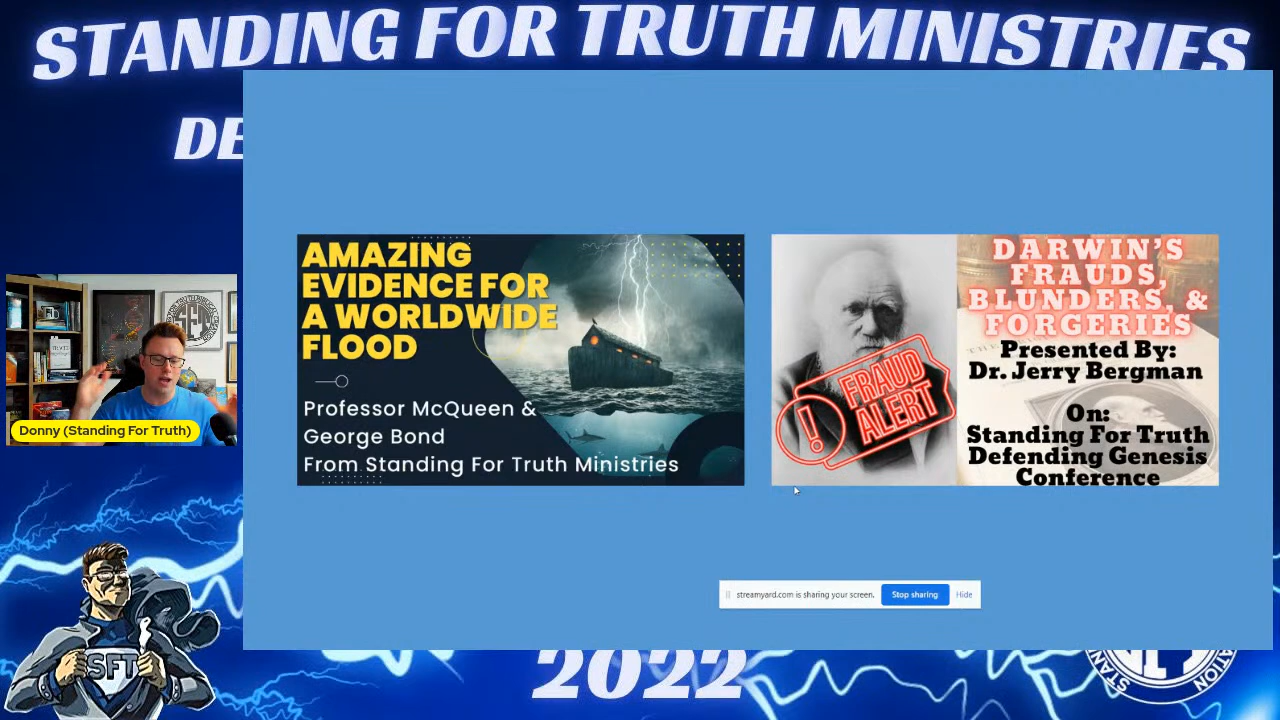 STANDING FOR TRUTH MINISTRIES
DE
AMAZING
EVIDENCE FOR
A WORLDWIDE
FLOOD
Professor McQueen &
George Bond
From Standing For Truth Ministries
FRAUD
ALERT
DARWIN'S
FRAUDS,
BLUNDERS, &
FORGERIES
Presented By:
Dr. Jerry Bergman
On:
Standing For Truth
Defending Genesis
Conference
SFT
Donny (Standing For Truth)
streamyard.com is sharing your screen. Stop sharing Hide
SFT
2022